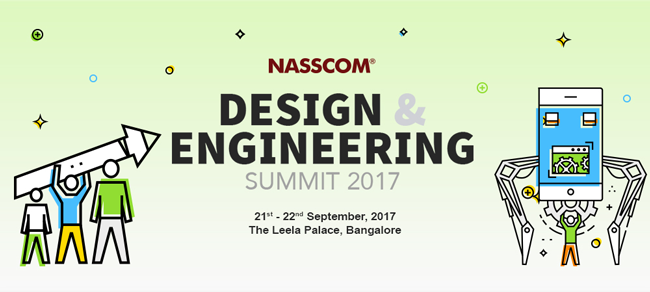 NASSCOM®
DESIGN &
ENGINEERING
SUMMIT 2017
21st - 22nd September, 2017
The Leela Palace, Bangalore